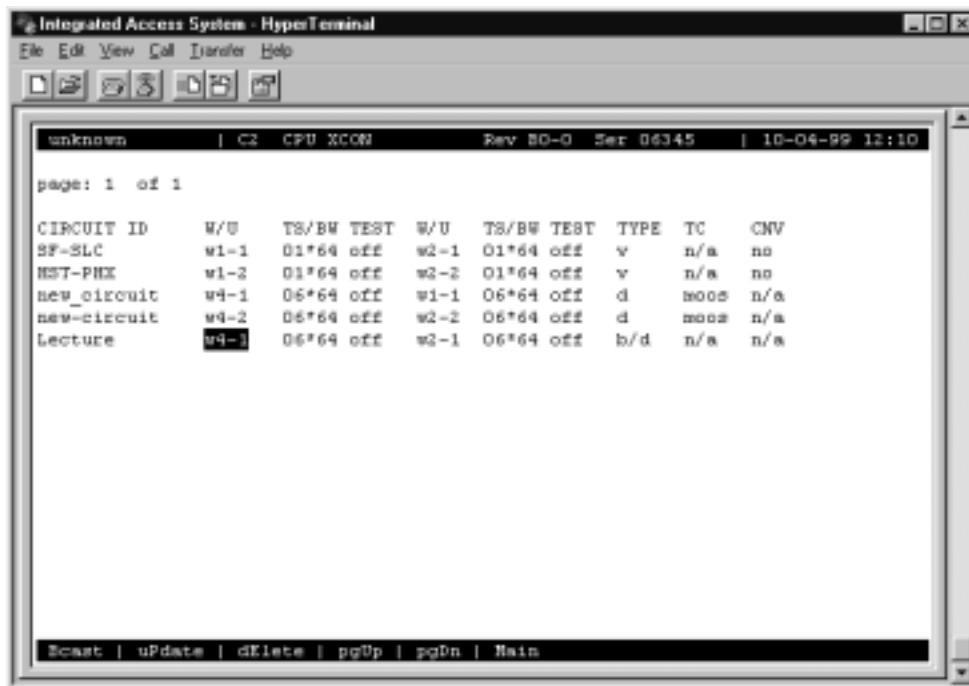 Integrated Access System - HyperTerminal
File Edit View Call Transfer Help
unknown | C2 CPU XCON Rev B0-0 Ser 06345 | 10-04-99 12:10
page: 1 of 1
CIRCUIT ID W/U TS/BW TEST W/U TS/BW TEST TYPE TC CNV
SF-SLC w1-1 01*64 off w2-1 01*64 off v n/a no
HST-PHX w1-2 01*64 off w2-2 01*64 off v n/a no
new_circuit w4-1 06*64 off w1-1 06*64 off d moos n/a
new-circuit w4-2 06*64 off w2-2 06*64 off d moos n/a
Lecture w4-1 06*64 off w2-1 06*64 off b/d n/a n/a
Bcast | uPdate | dElete | pgUp | pgDn | Main